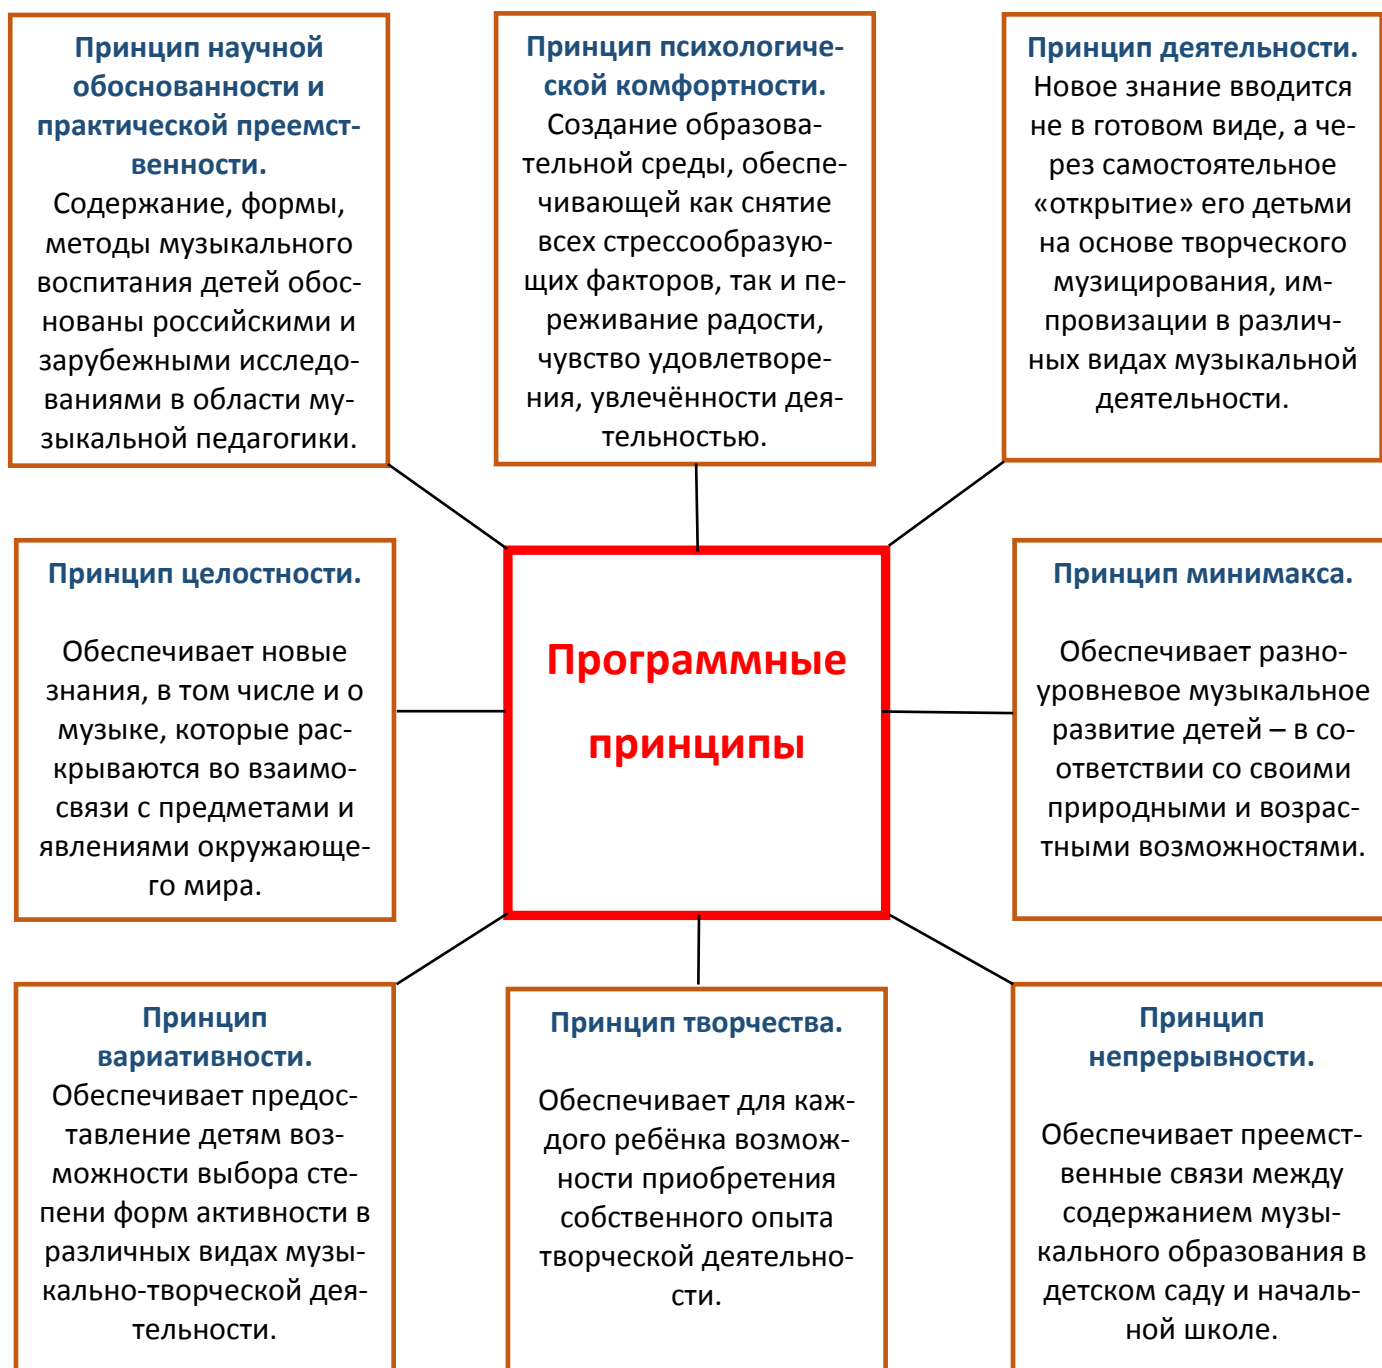 Принцип научной
обоснованности и
практической преемст-
венности.
Содержание, формы,
методы музыкального
воспитания детей обос-
нованы российскими и
зарубежными исследо-
ваниями в области му-
зыкальной педагогики.
Принцип психологиче-
ской комфортности.
Создание образова-
тельной среды, обеспе-
чивающей как снятие
всех стрессообразую-
щих факторов, так и пе-
реживание радости,
чувство удовлетворе-
ния, увлечённости дея-
тельностью.
Принцип деятельности.
Новое знание вводится
не в готовом виде, а че-
рез самостоятельное
«открытие» его детьми
на основе творческого
музицирования, им-
провизации в различ-
ных видах музыкальной
деятельности.
Принцип целостности.
Обеспечивает новые
знания, в том числе и о
музыке, которые рас-
крываются во взаимо-
связи с предметами и
явлениями окружающе-
го мира.
Программные
принципы
Принцип минимакса.
Обеспечивает разно-
уровневое музыкальное
развитие детей – в со-
ответствии со своими
природными и возрас-
тными возможностями.
Принцип
вариативности.
Обеспечивает предос-
тавление детям воз-
можности выбора сте-
пени форм активности в
различных видах музы-
кально-творческой дея-
тельности.
Принцип творчества.
Обеспечивает для каж-
дого ребёнка возмож-
ности приобретения
собственного опыта
творческой деятельно-
сти.
Принцип
непрерывности.
Обеспечивает преемст-
венные связи между
содержанием музы-
кального образования в
детском саду и началь-
ной школе.